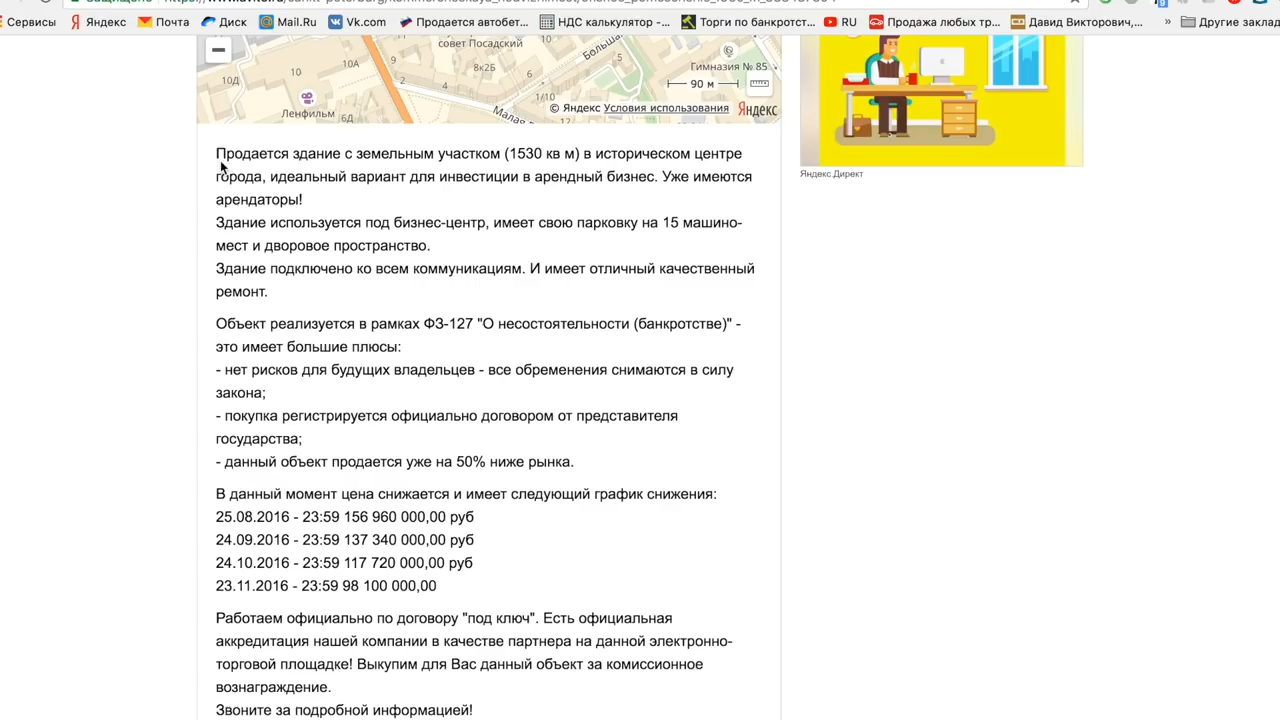 Сервисы Яндекс Почта Диск Mail.Ru Vk.com Продается автобет... НДС калькулятор -... Торги по банкротст... RU Продажа любых тр... Давид Викторович,... » Другие заклад
совет Посадский
Больша
Гимназия № 85
10Д 10 10А 9 8к2Б
90 м
10 4 6 5
2 1/10
Ленфильм 6Д Малая
© Яндекс Условия использования Яндекс
Продается здание с земельным участком (1530 кв м) в историческом центре
города, идеальный вариант для инвестиции в арендный бизнес. Уже имеются
арендаторы!
Здание используется под бизнес-центр, имеет свою парковку на 15 машино-
мест и дворовое пространство.
Здание подключено ко всем коммуникациям. И имеет отличный качественный
ремонт.
Объект реализуется в рамках ФЗ-127 "О несостоятельности (банкротстве)" -
это имеет большие плюсы:
- нет рисков для будущих владельцев - все обременения снимаются в силу
закона;
- покупка регистрируется официально договором от представителя
государства;
- данный объект продается уже на 50% ниже рынка.
В данный момент цена снижается и имеет следующий график снижения:
25.08.2016 - 23:59 156 960 000,00 руб
24.09.2016 - 23:59 137 340 000,00 руб
24.10.2016 - 23:59 117 720 000,00 руб
23.11.2016 - 23:59 98 100 000,00
Работаем официально по договору "под ключ". Есть официальная
аккредитация нашей компании в качестве партнера на данной электронно-
торговой площадке! Выкупим для Вас данный объект за комиссионное
вознаграждение.
Звоните за подробной информацией!
Яндекс.Директ